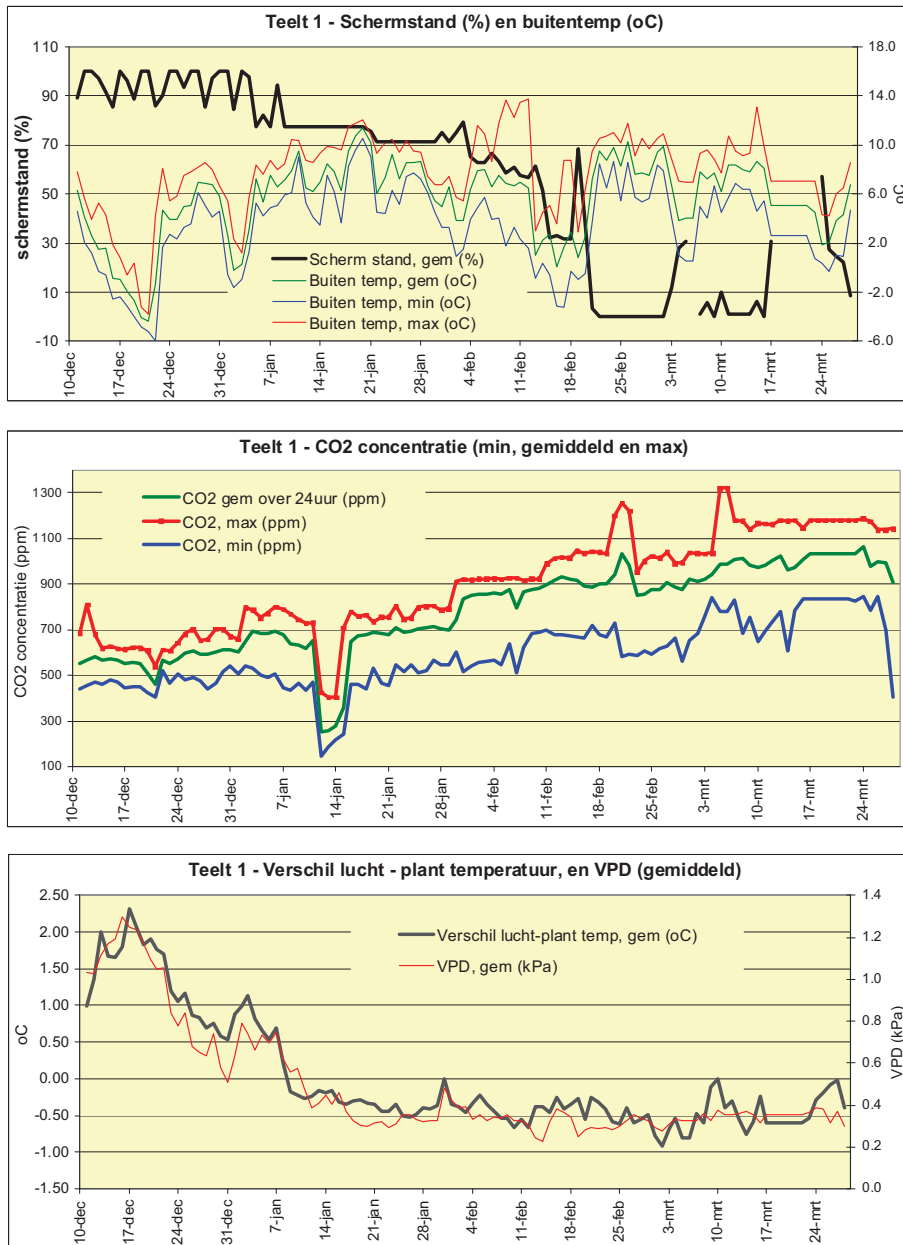 Teelt 1 - Schermstand (%) en buitentemp (oC)
schermstand (%)
110
90
70
50
30
10
-10
18.0
14.0
10.0
6.0
2.0
-2.0
-6.0
oC
Scherm stand, gem (%)
Buiten temp, gem (oC)
Buiten temp, min (oC)
Buiten temp, max (oC)
10-dec
17-dec
24-dec
31-dec
7-jan
14-jan
21-jan
28-jan
4-feb
11-feb
18-feb
25-feb
3-mrt
10-mrt
17-mrt
24-mrt
Teelt 1 - CO2 concentratie (min, gemiddeld en max)
CO2 concentratie (ppm)
1300
1100
900
700
500
300
100
CO2 gem over 24uur (ppm)
CO2, max (ppm)
CO2, min (ppm)
10-dec
17-dec
24-dec
31-dec
7-jan
14-jan
21-jan
28-jan
4-feb
11-feb
18-feb
25-feb
3-mrt
10-mrt
17-mrt
24-mrt
Teelt 1 - Verschil lucht - plant temperatuur, en VPD (gemiddeld)
oC
2.50
2.00
1.50
1.00
0.50
0.00
-0.50
-1.00
-1.50
1.4
1.2
1.0
0.8
0.6
0.4
0.2
0.0
VPD (kPa)
Verschil lucht-plant temp, gem (oC)
VPD, gem (kPa)
10-dec
17-dec
24-dec
31-dec
7-jan
14-jan
21-jan
28-jan
4-feb
11-feb
18-feb
25-feb
3-mrt
10-mrt
17-mrt
24-mrt